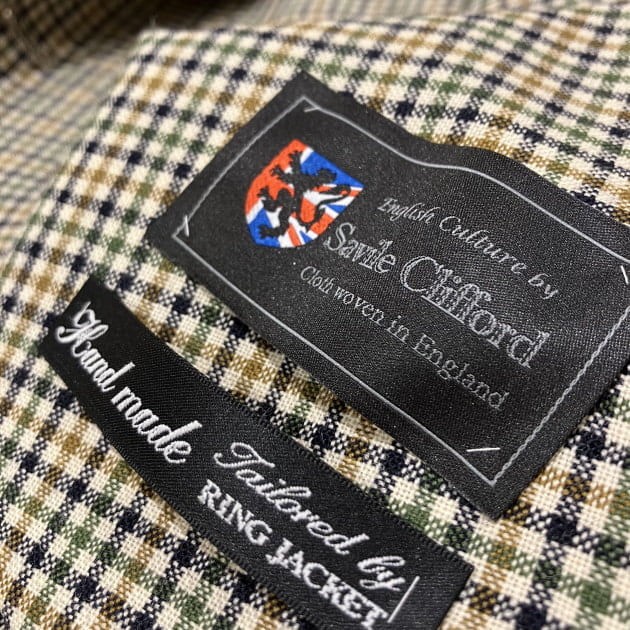 English Culture by
Savile Clifford
Cloth woven in England
Hand made
Tailored by
RING JACKET